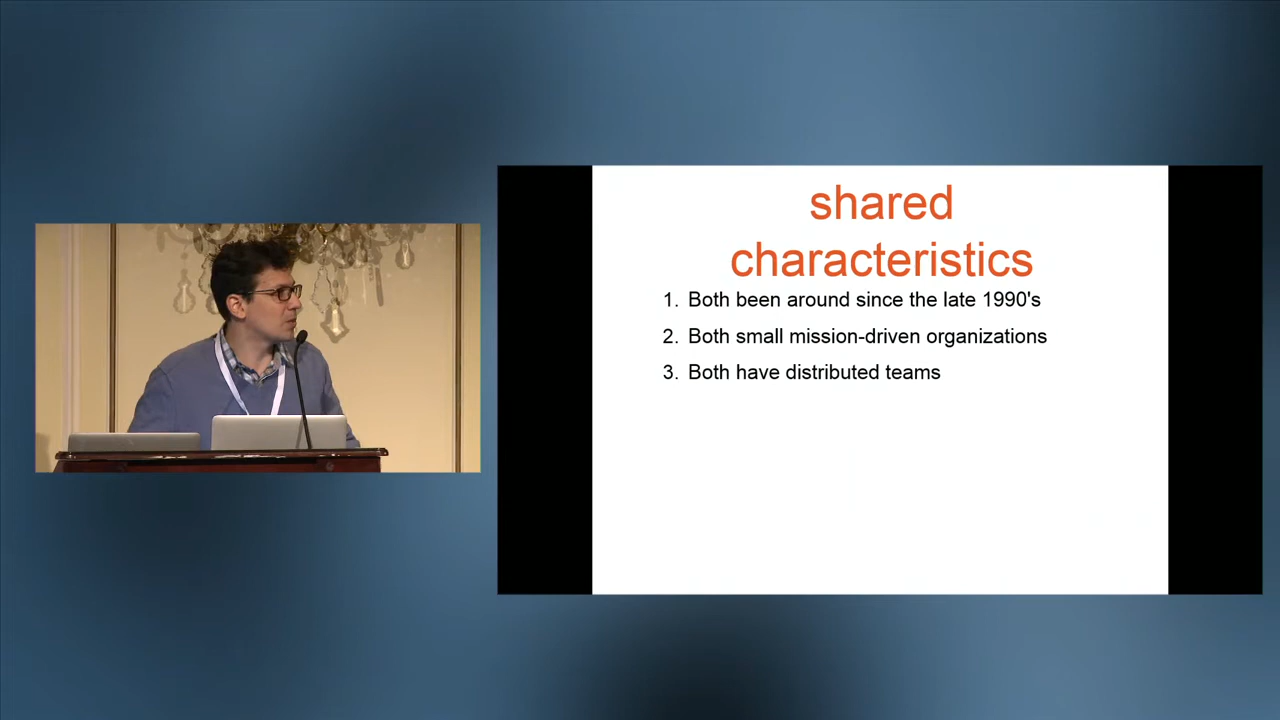 shared
characteristics
1. Both been around since the late 1990's
2. Both small mission-driven organizations
3. Both have distributed teams